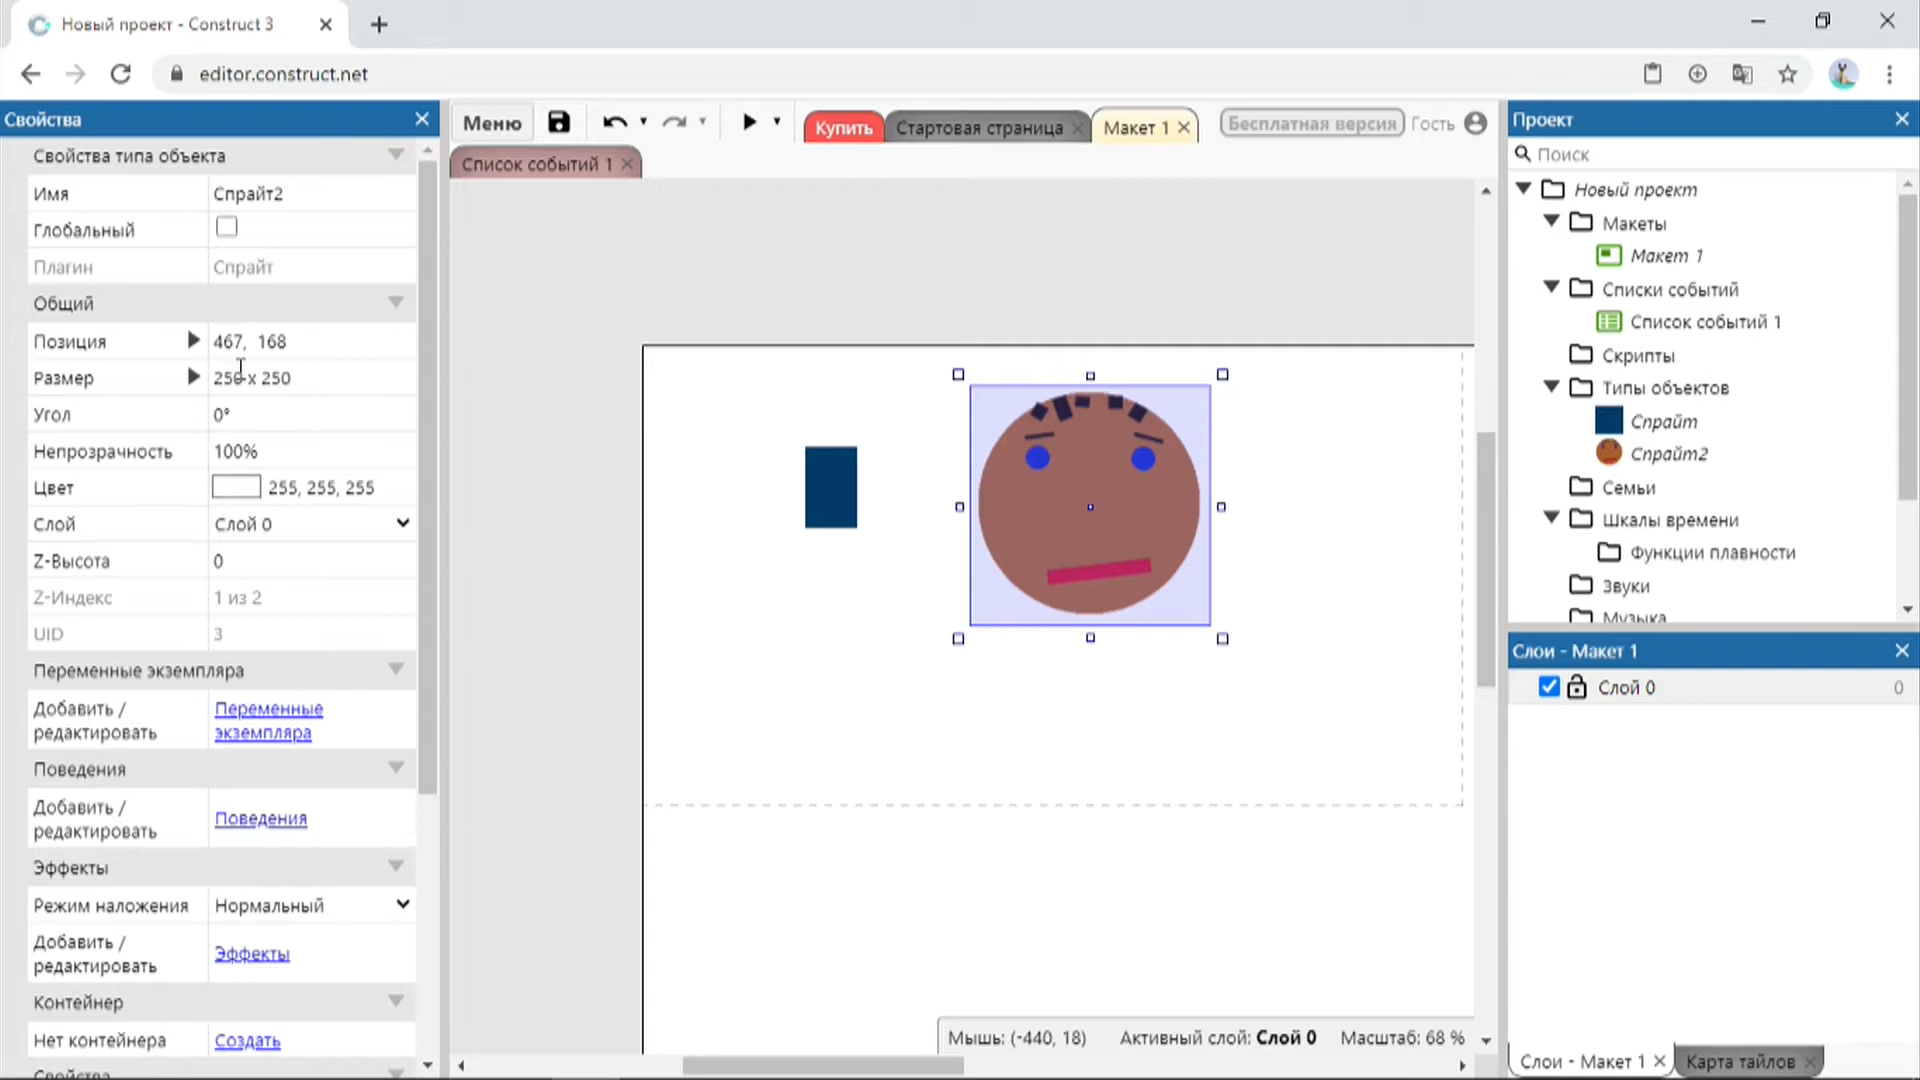 Новый проект - Construct 3
editor.construct.net
Свойства
Свойства типа объекта
Имя Спрайт2
Глобальный
Плагин Спрайт
Общий
Позиция 467, 168
Размер 250 x 250
Угол 0°
Непрозрачность 100%
Цвет 255, 255, 255
Слой Слой 0
Z-Высота 0
Z-Индекс 1 из 2
UID 3
Переменные экземпляра
Добавить / редактировать Переменные экземпляра
Поведения
Добавить / редактировать Поведения
Эффекты
Режим наложения Нормальный
Добавить / редактировать Эффекты
Контейнер
Нет контейнера Создать
Свойства
Меню
Купить
Стартовая страница
Макет 1
Бесплатная версия
Гость
Список событий 1
Мышь: (-440, 18) Активный слой: Слой 0 Масштаб: 68 %
Проект
Поиск
Новый проект
Макеты
Макет 1
Списки событий
Список событий 1
Скрипты
Типы объектов
Спрайт
Спрайт2
Семьи
Шкалы времени
Функции плавности
Звуки
Музыка
Слои - Макет 1
Слой 0 0
Слои - Макет 1
Карта тайлов